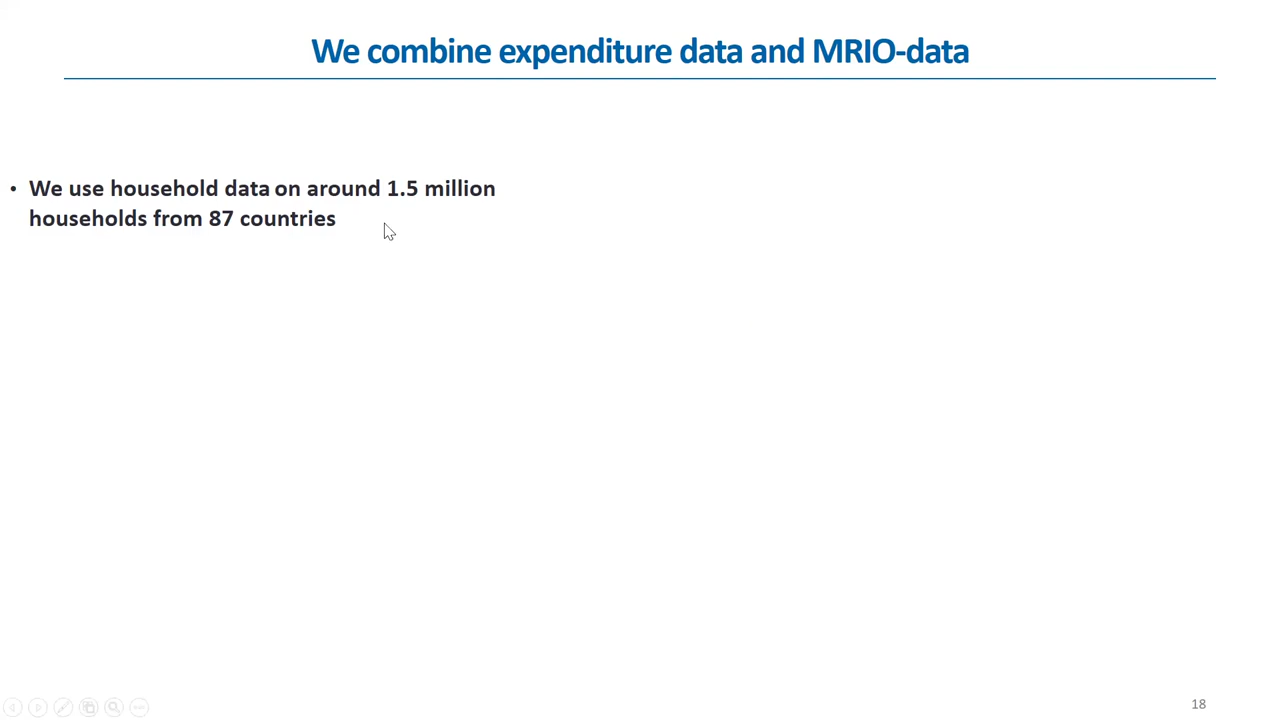 We combine expenditure data and MRIO-data
• We use household data on around 1.5 million
households from 87 countries
18